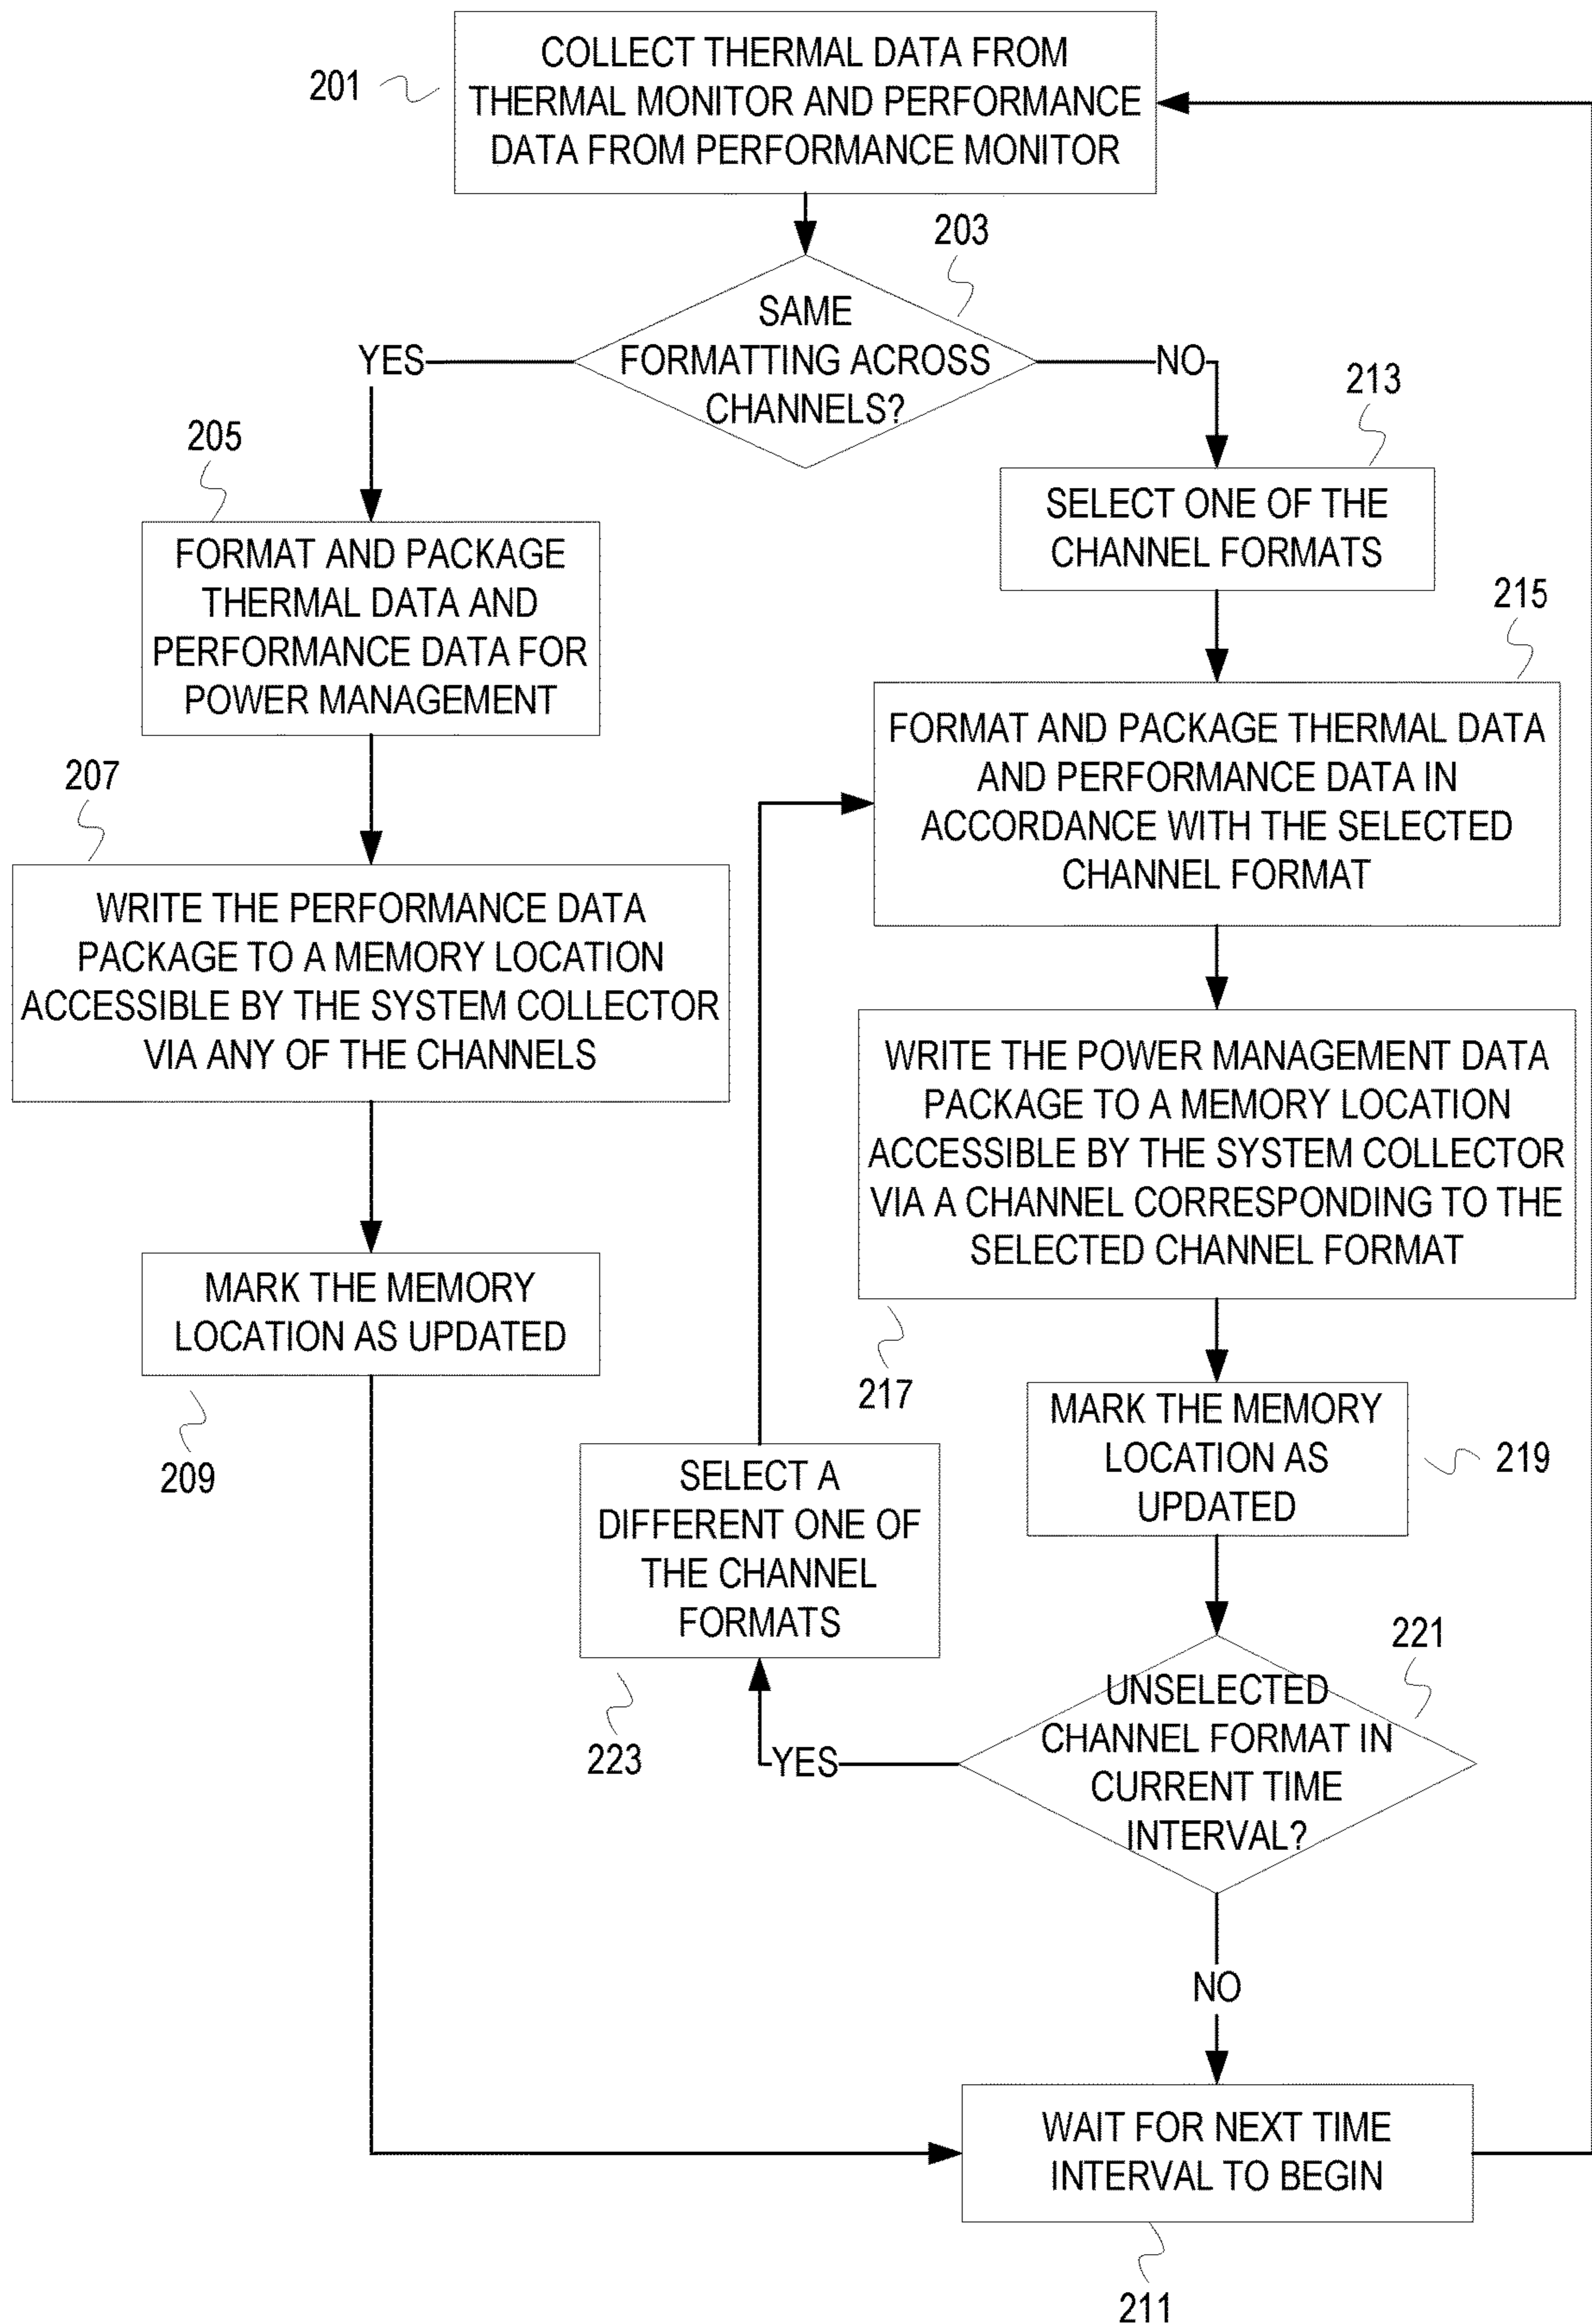 COLLECT THERMAL DATA FROM
THERMAL MONITOR AND PERFORMANCE
DATA FROM PERFORMANCE MONITOR
201
203
SAME
FORMATTING ACROSS
CHANNELS?
YES
NO
205
FORMAT AND PACKAGE
THERMAL DATA AND
PERFORMANCE DATA FOR
POWER MANAGEMENT
207
WRITE THE PERFORMANCE DATA
PACKAGE TO A MEMORY LOCATION
ACCESSIBLE BY THE SYSTEM COLLECTOR
VIA ANY OF THE CHANNELS
MARK THE MEMORY
LOCATION AS UPDATED
209
213
SELECT ONE OF THE
CHANNEL FORMATS
215
FORMAT AND PACKAGE THERMAL DATA
AND PERFORMANCE DATA IN
ACCORDANCE WITH THE SELECTED
CHANNEL FORMAT
WRITE THE POWER MANAGEMENT DATA
PACKAGE TO A MEMORY LOCATION
ACCESSIBLE BY THE SYSTEM COLLECTOR
VIA A CHANNEL CORRESPONDING TO THE
SELECTED CHANNEL FORMAT
217
MARK THE MEMORY
LOCATION AS
UPDATED
219
221
UNSELECTED
CHANNEL FORMAT IN
CURRENT TIME
INTERVAL?
YES
SELECT A
DIFFERENT ONE OF
THE CHANNEL
FORMATS
223
NO
WAIT FOR NEXT TIME
INTERVAL TO BEGIN
211